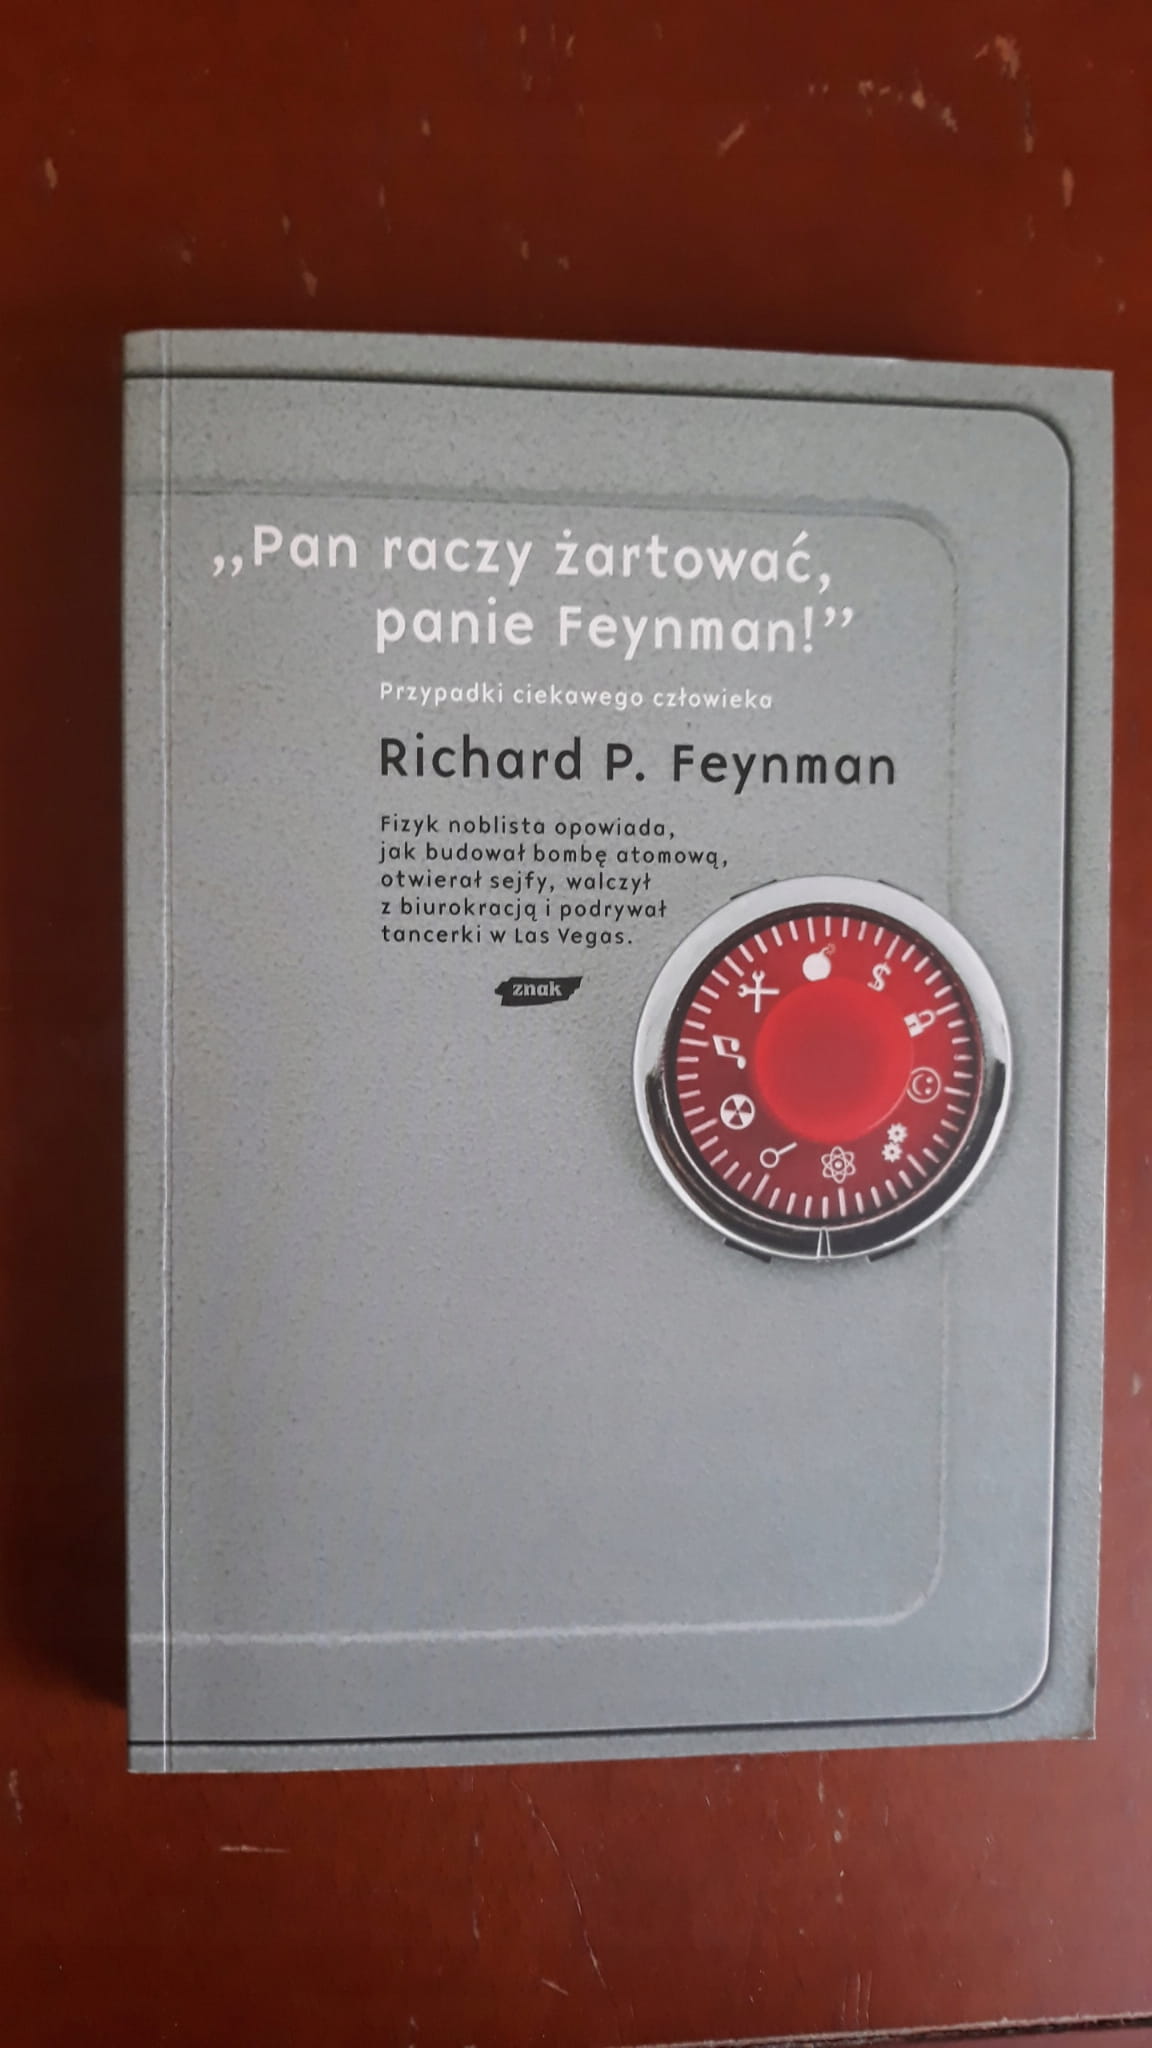 „Pan raczy żartować,
panie Feynman!”
Przypadki ciekawego człowieka
Richard P. Feynman
Fizyk noblista opowiada,
jak budował bombę atomową,
otwierał sejfy, walczył
z biurokracją i podrywał
tancerki w Las Vegas.
znak
$